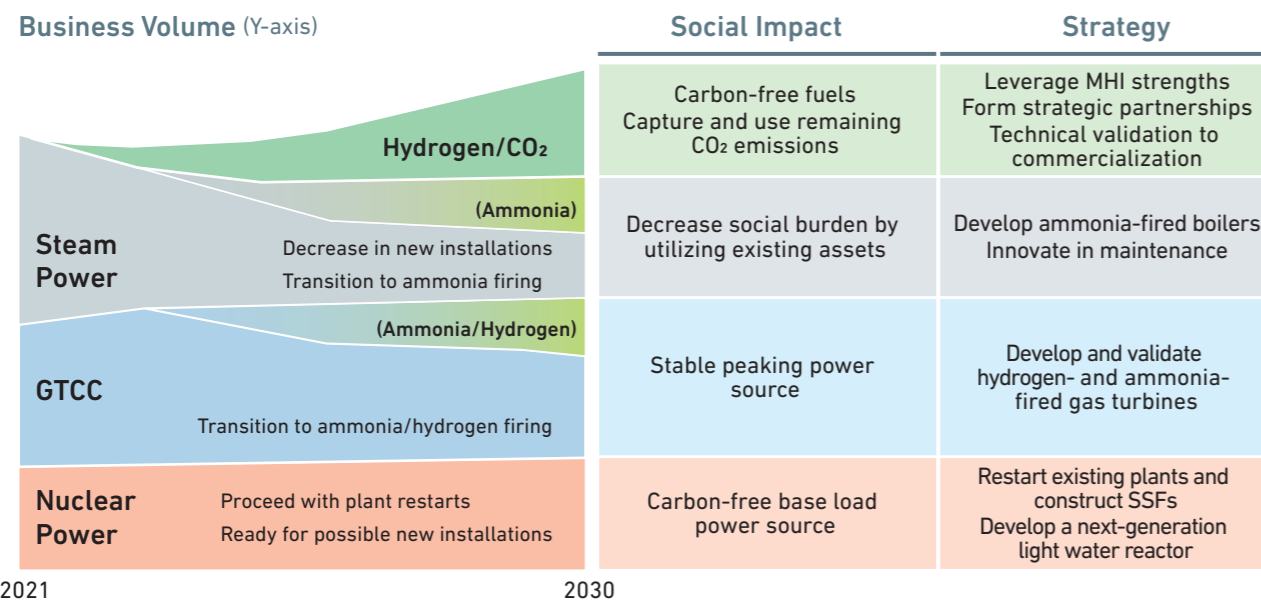 Business Volume (Y-axis)
Social Impact
Strategy
Hydrogen/CO₂
Carbon-free fuels
Capture and use remaining
CO₂ emissions
Leverage MHI strengths
Form strategic partnerships
Technical validation to
commercialization
(Ammonia)
Steam
Power
Decrease in new installations
Transition to ammonia firing
Decrease social burden by
utilizing existing assets
Develop ammonia-fired boilers
Innovate in maintenance
(Ammonia/Hydrogen)
GTCC
Transition to ammonia/hydrogen firing
Stable peaking power
source
Develop and validate
hydrogen- and ammonia-
fired gas turbines
Nuclear
Power
Proceed with plant restarts
Ready for possible new installations
Carbon-free base load
power source
Restart existing plants and
construct SSFs
Develop a next-generation
light water reactor
2021
2030